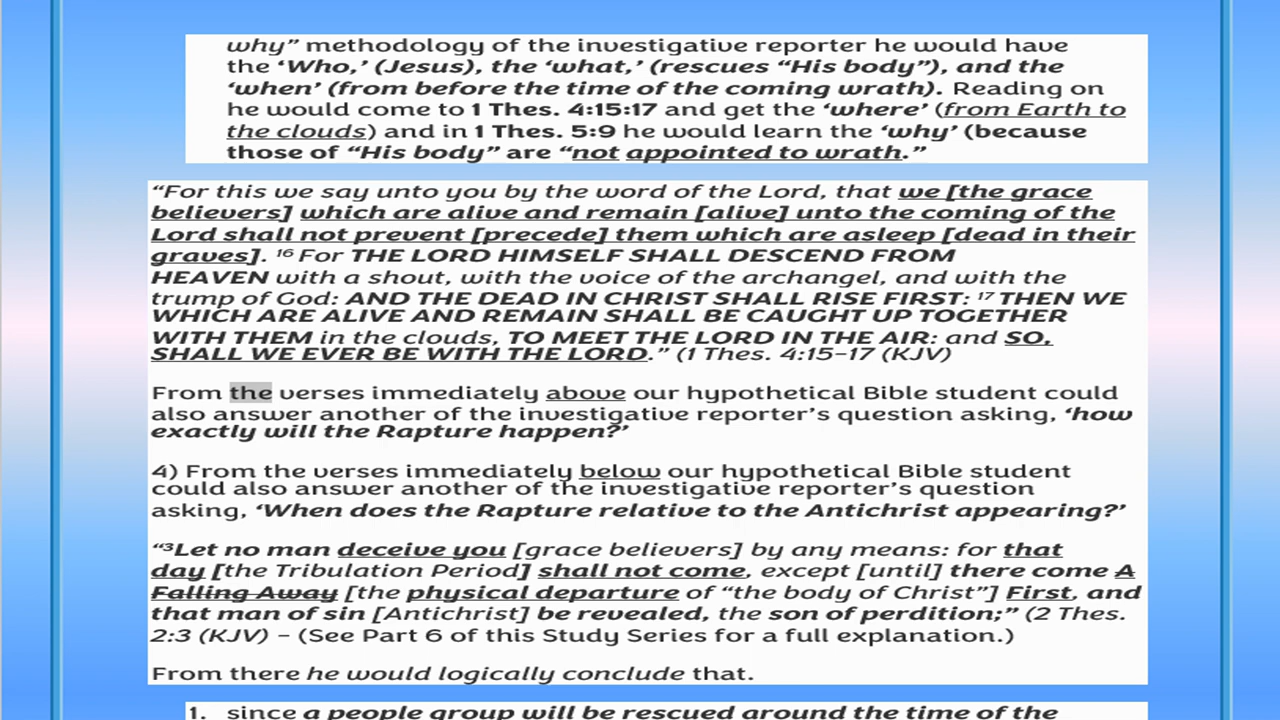 why” methodology of the investigative reporter he would have
the ‘Who,’ (Jesus), the ‘what,’ (rescues “His body”), and the
‘when’ (from before the time of the coming wrath). Reading on
he would come to 1 Thes. 4:15:17 and get the ‘where’ (from Earth to
the clouds) and in 1 Thes. 5:9 he would learn the ‘why’ (because
those of “His body” are “not appointed to wrath.”
“For this we say unto you by the word of the Lord, that we [the grace
believers] which are alive and remain [alive] unto the coming of the
Lord shall not prevent [precede] them which are asleep [dead in their
graves]. 16 For THE LORD HIMSELF SHALL DESCEND FROM
HEAVEN with a shout, with the voice of the archangel, and with the
trump of God: AND THE DEAD IN CHRIST SHALL RISE FIRST: 17 THEN WE
WHICH ARE ALIVE AND REMAIN SHALL BE CAUGHT UP TOGETHER
WITH THEM in the clouds, TO MEET THE LORD IN THE AIR: and SO,
SHALL WE EVER BE WITH THE LORD.” (1 Thes. 4:15–17 (KJV)
From the verses immediately above our hypothetical Bible student could
also answer another of the investigative reporter’s question asking, ‘how
exactly will the Rapture happen?’
4) From the verses immediately below our hypothetical Bible student
could also answer another of the investigative reporter’s question
asking, ‘When does the Rapture relative to the Antichrist appearing?’
“3Let no man deceive you [grace believers] by any means: for that
day [the Tribulation Period] shall not come, except [until] there come A
Falling Away [the physical departure of “the body of Christ”] First, and
that man of sin [Antichrist] be revealed, the son of perdition;” (2 Thes.
2:3 (KJV) – (See Part 6 of this Study Series for a full explanation.)
From there he would logically conclude that.
1. since a people group will be rescued around the time of the